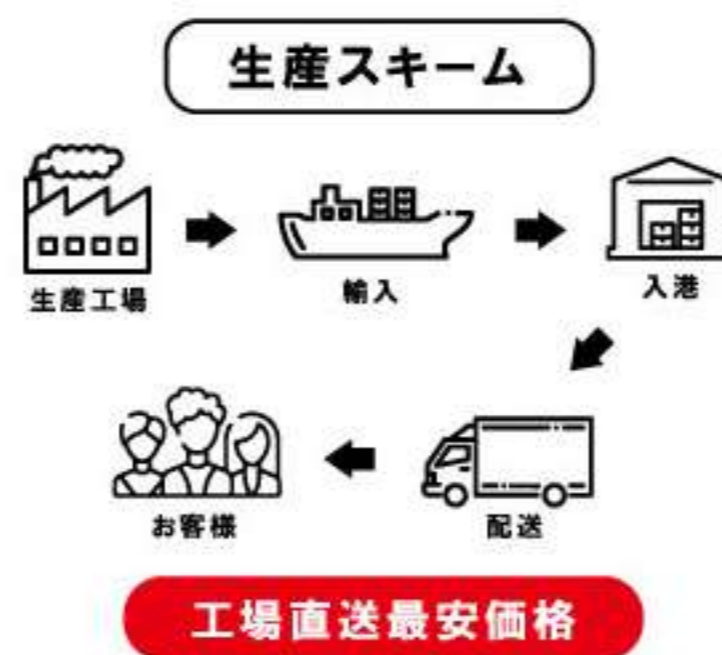 生産スキーム
生産工場
輸入
入港
配送
お客様
工場直送最安価格